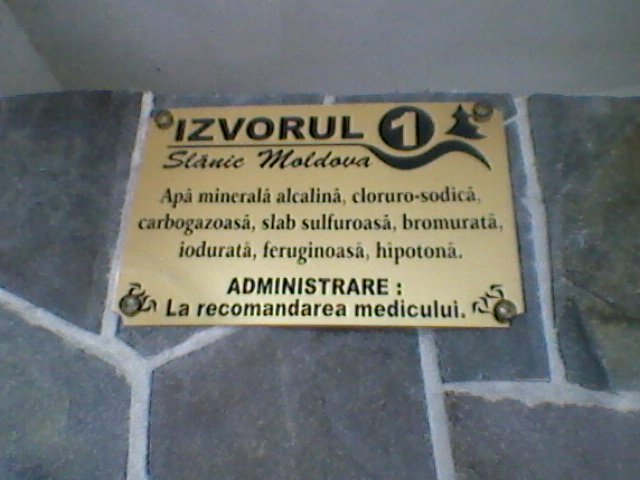 IZVORUL 1
Slănic Moldova
Apă minerală alcalină, cloruro-sodică,
carbogazoasă, slab sulfuroasă, bromurată,
iodurată, feruginoasă, hipotonă.
ADMINISTRARE :
La recomandarea medicului.